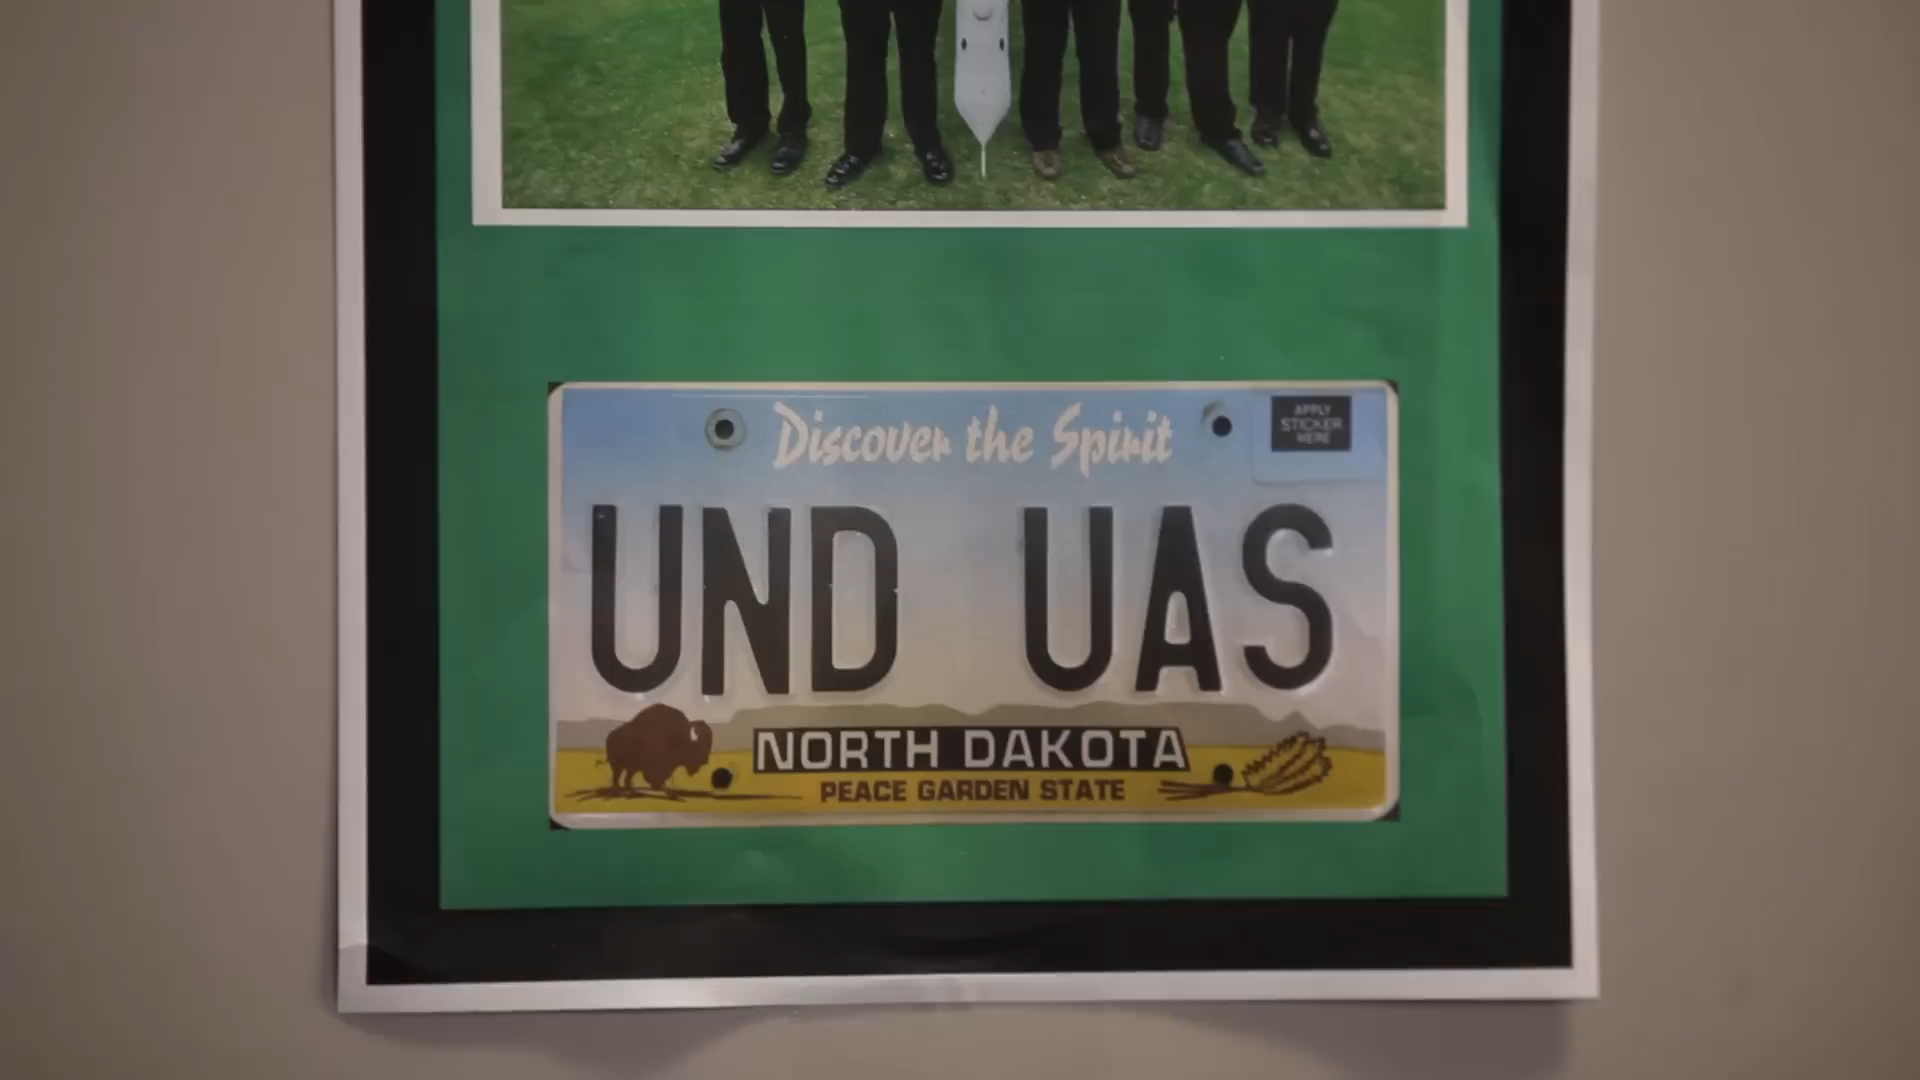 Discover the Spirit
APPLY
STICKER
HERE
UND UAS
NORTH DAKOTA
PEACE GARDEN STATE